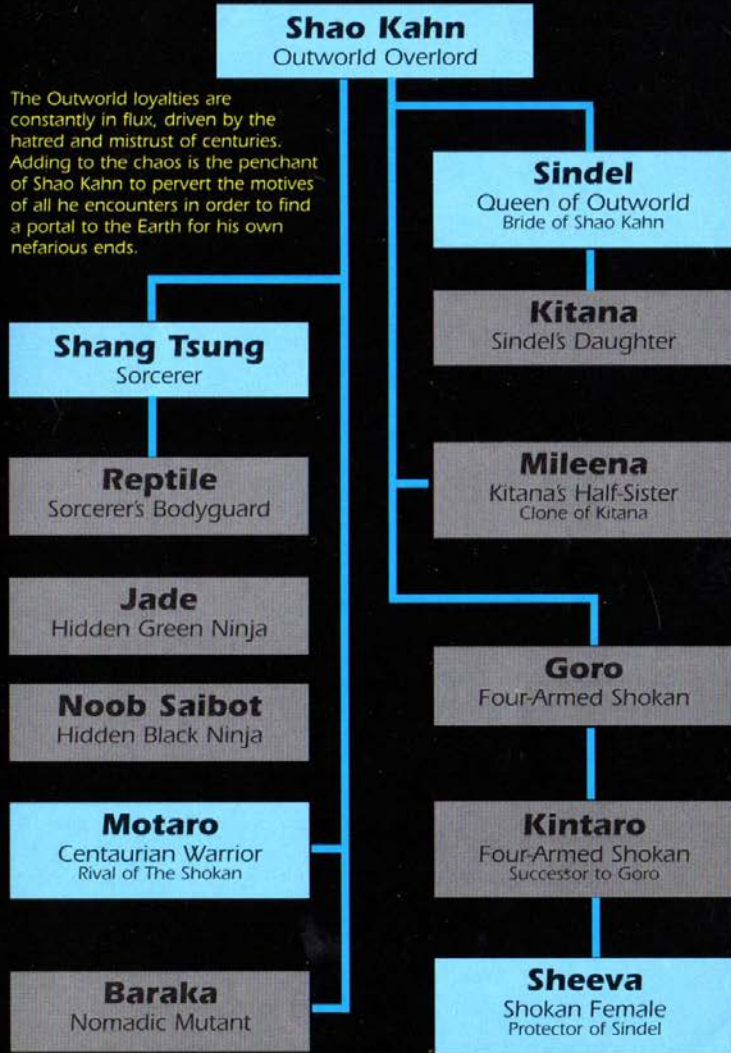 Shao Kahn
Outworld Overlord
The Outworld loyalties are
constantly in flux, driven by the
hatred and mistrust of centuries.
Adding to the chaos is the penchant
of Shao Kahn to pervert the motives
of all he encounters in order to find
a portal to the Earth for his own
nefarious ends.
Shang Tsung
Sorcerer
Reptile
Sorcerer's Bodyguard
Jade
Hidden Green Ninja
Noob Saibot
Hidden Black Ninja
Motaro
Centaurian Warrior
Rival of The Shokan
Baraka
Nomadic Mutant
Sindel
Queen of Outworld
Bride of Shao Kahn
Kitana
Sindel's Daughter
Mileena
Kitana's Half-Sister
Clone of Kitana
Goro
Four-Armed Shokan
Kintaro
Four-Armed Shokan
Successor to Goro
Sheeva
Shokan Female
Protector of Sindel